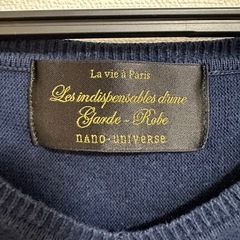 La vie à Paris
Les indispensables d'une
Garde - Robe
nano·universe